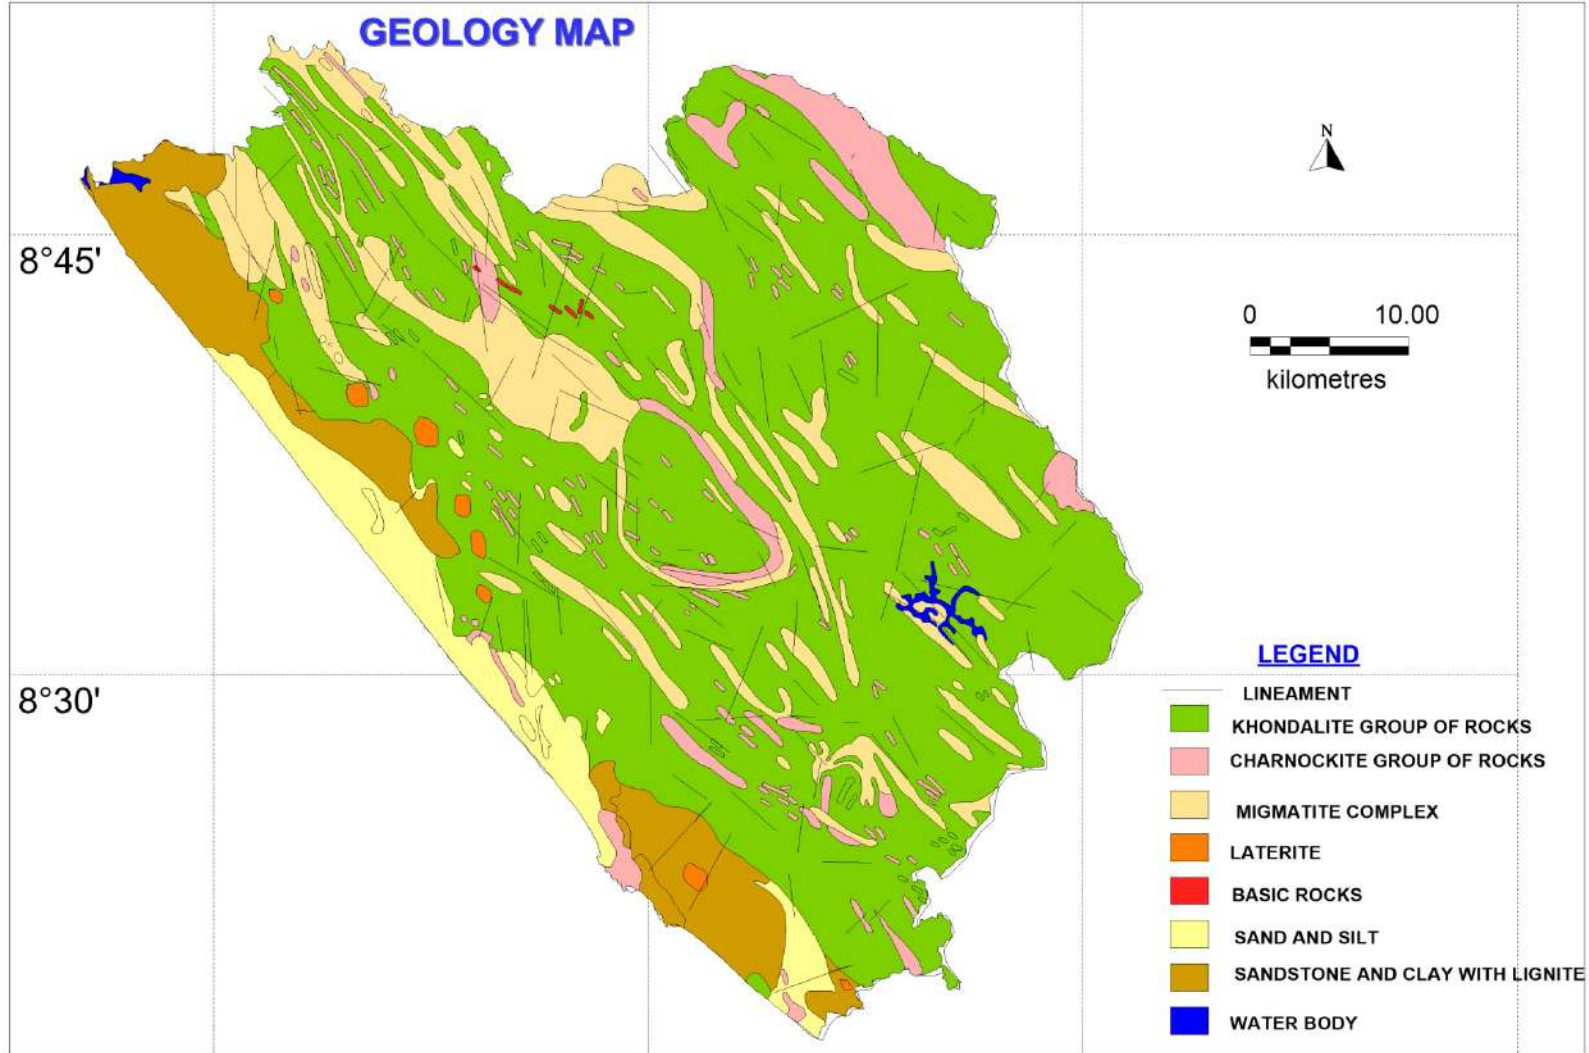 GEOLOGY MAP
N
8°45'
0 10.00
kilometres
8°30'
LEGEND
LINEAMENT
KHONDALITE GROUP OF ROCKS
CHARNOCKITE GROUP OF ROCKS
MIGMATITE COMPLEX
LATERITE
BASIC ROCKS
SAND AND SILT
SANDSTONE AND CLAY WITH LIGNITE
WATER BODY